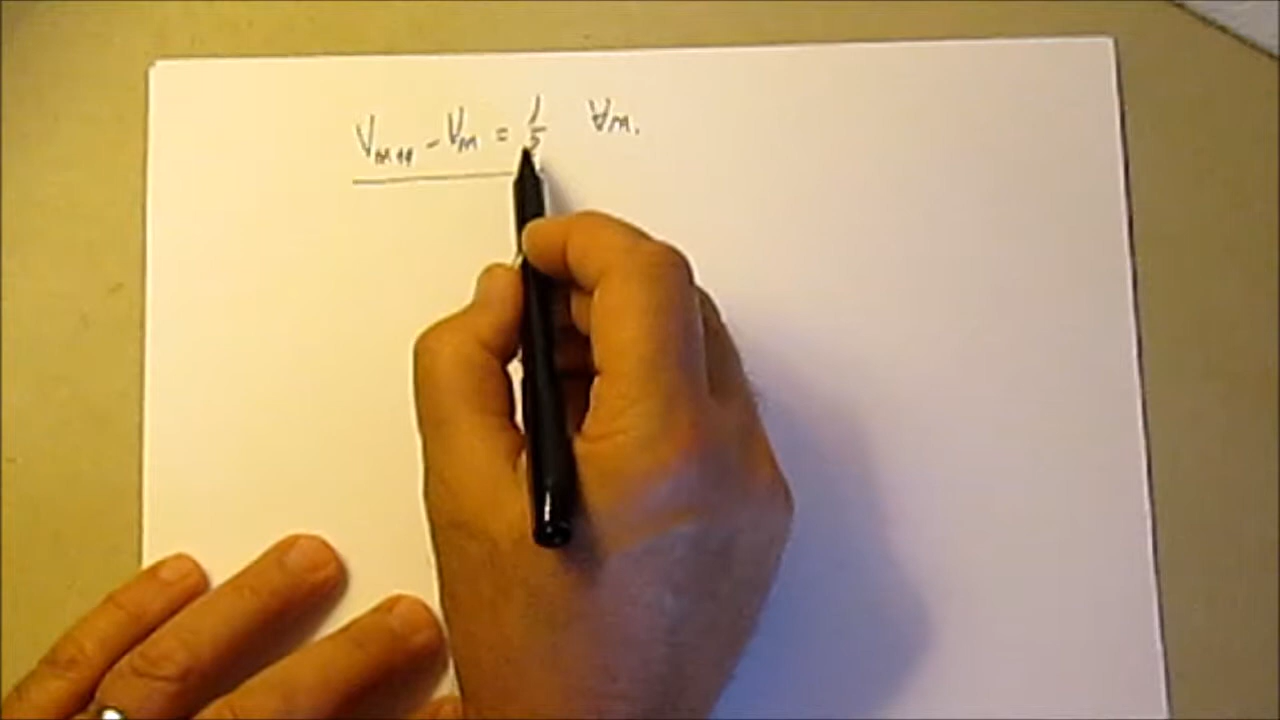 V_{n+1} - V_n = 1/5 ∀n.